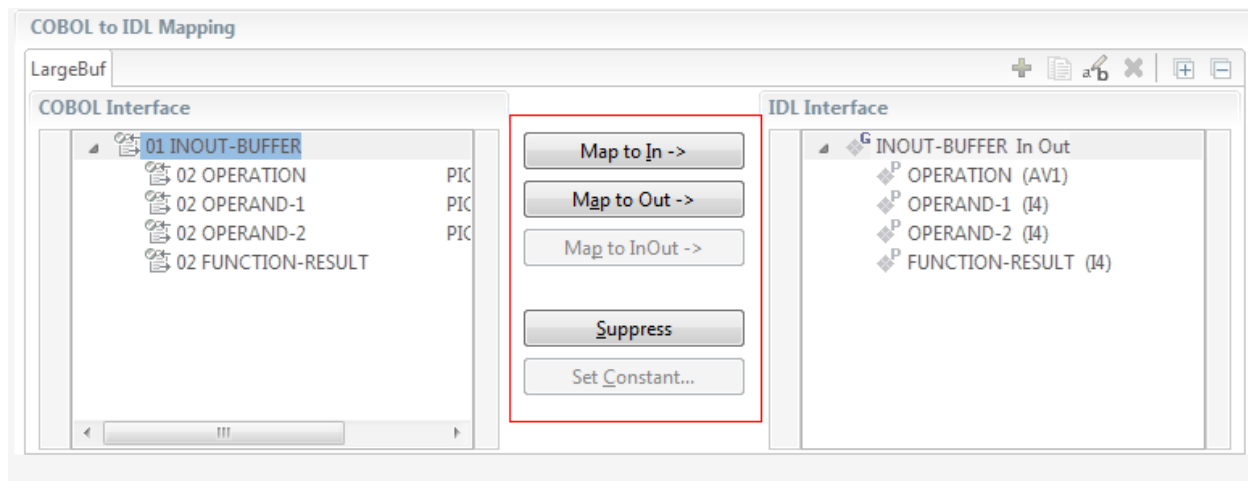 COBOL to IDL Mapping
LargeBuf
COBOL Interface
01 INOUT-BUFFER
02 OPERATION PIC
02 OPERAND-1 PIC
02 OPERAND-2 PIC
02 FUNCTION-RESULT
Map to In ->
Map to Out ->
Map to InOut ->
Suppress
Set Constant...
IDL Interface
G INOUT-BUFFER In Out
P OPERATION (AV1)
P OPERAND-1 (I4)
P OPERAND-2 (I4)
P FUNCTION-RESULT (I4)